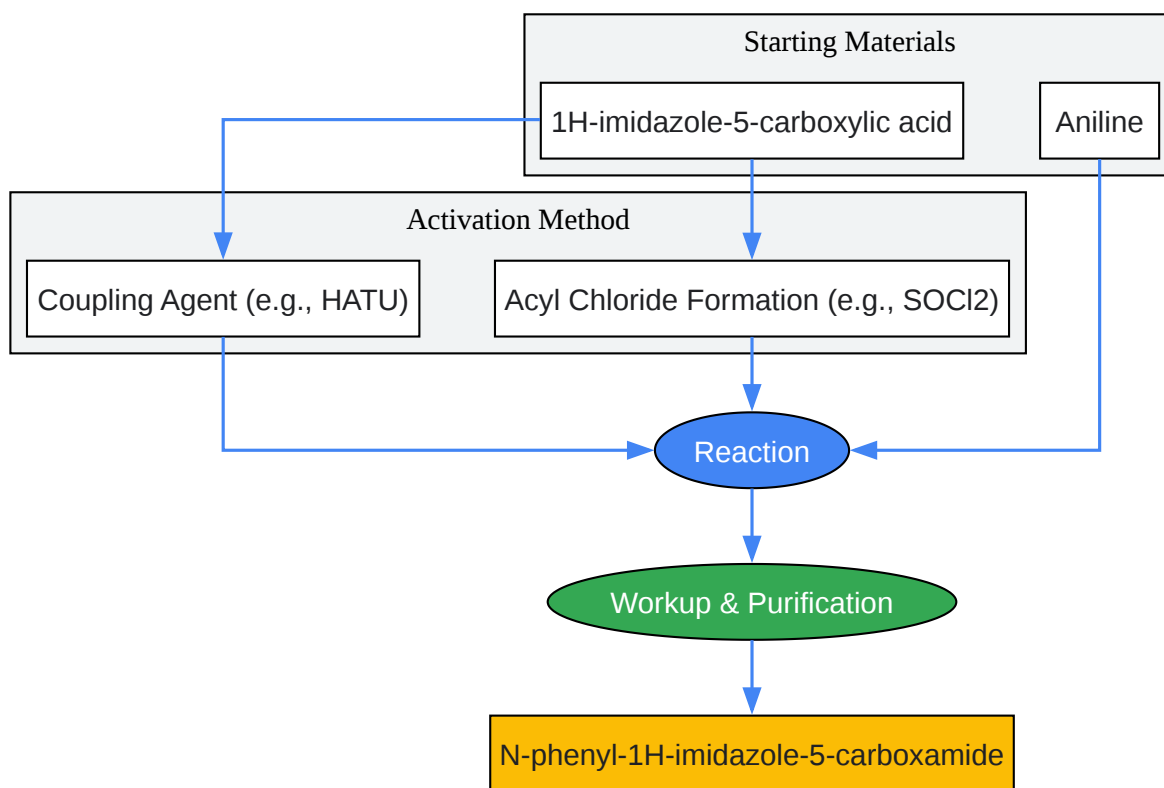 Starting Materials
1H-imidazole-5-carboxylic acid
Aniline
Activation Method
Coupling Agent (e.g., HATU)
Acyl Chloride Formation (e.g., SOCl2)
Reaction
Workup & Purification
N-phenyl-1H-imidazole-5-carboxamide